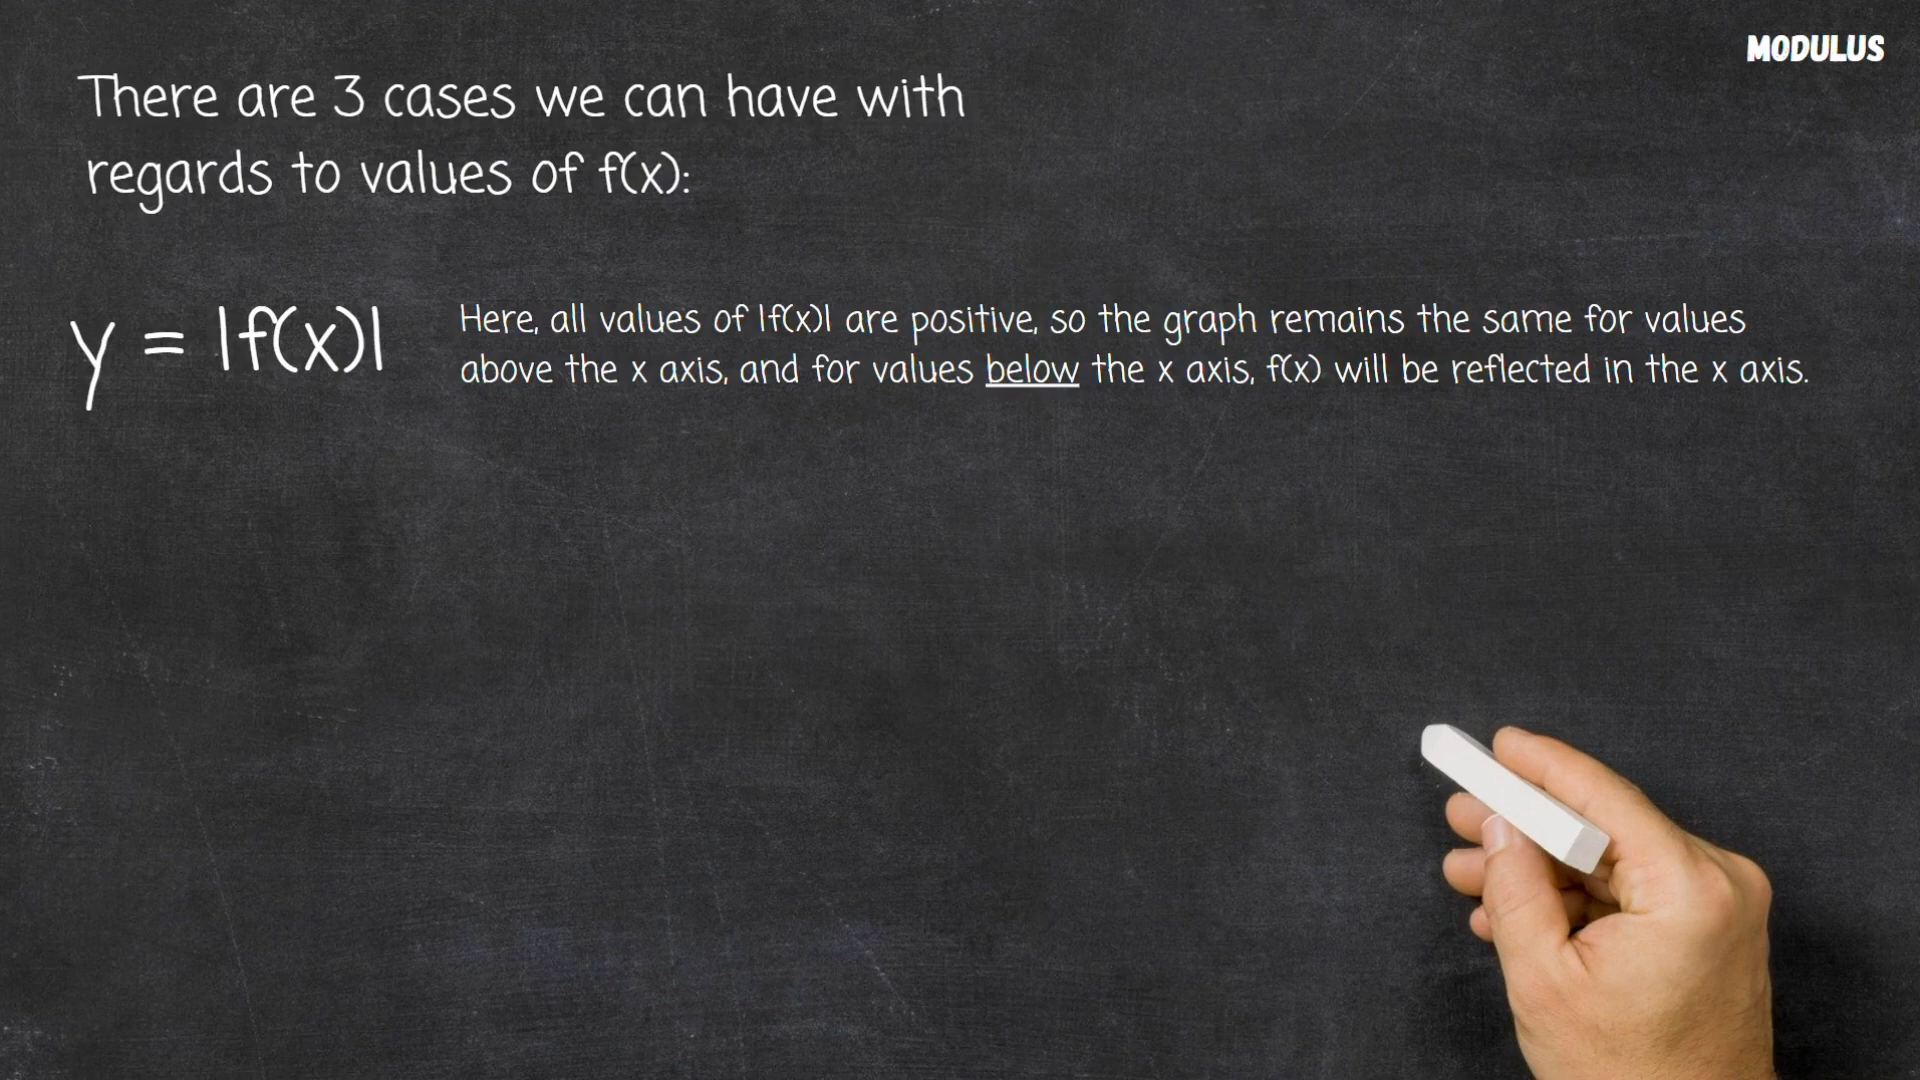 MODULUS
There are 3 cases we can have with
regards to values of f(x):
y = |f(x)|
Here, all values of |f(x)| are positive, so the graph remains the same for values
above the x axis, and for values below the x axis, f(x) will be reflected in the x axis.